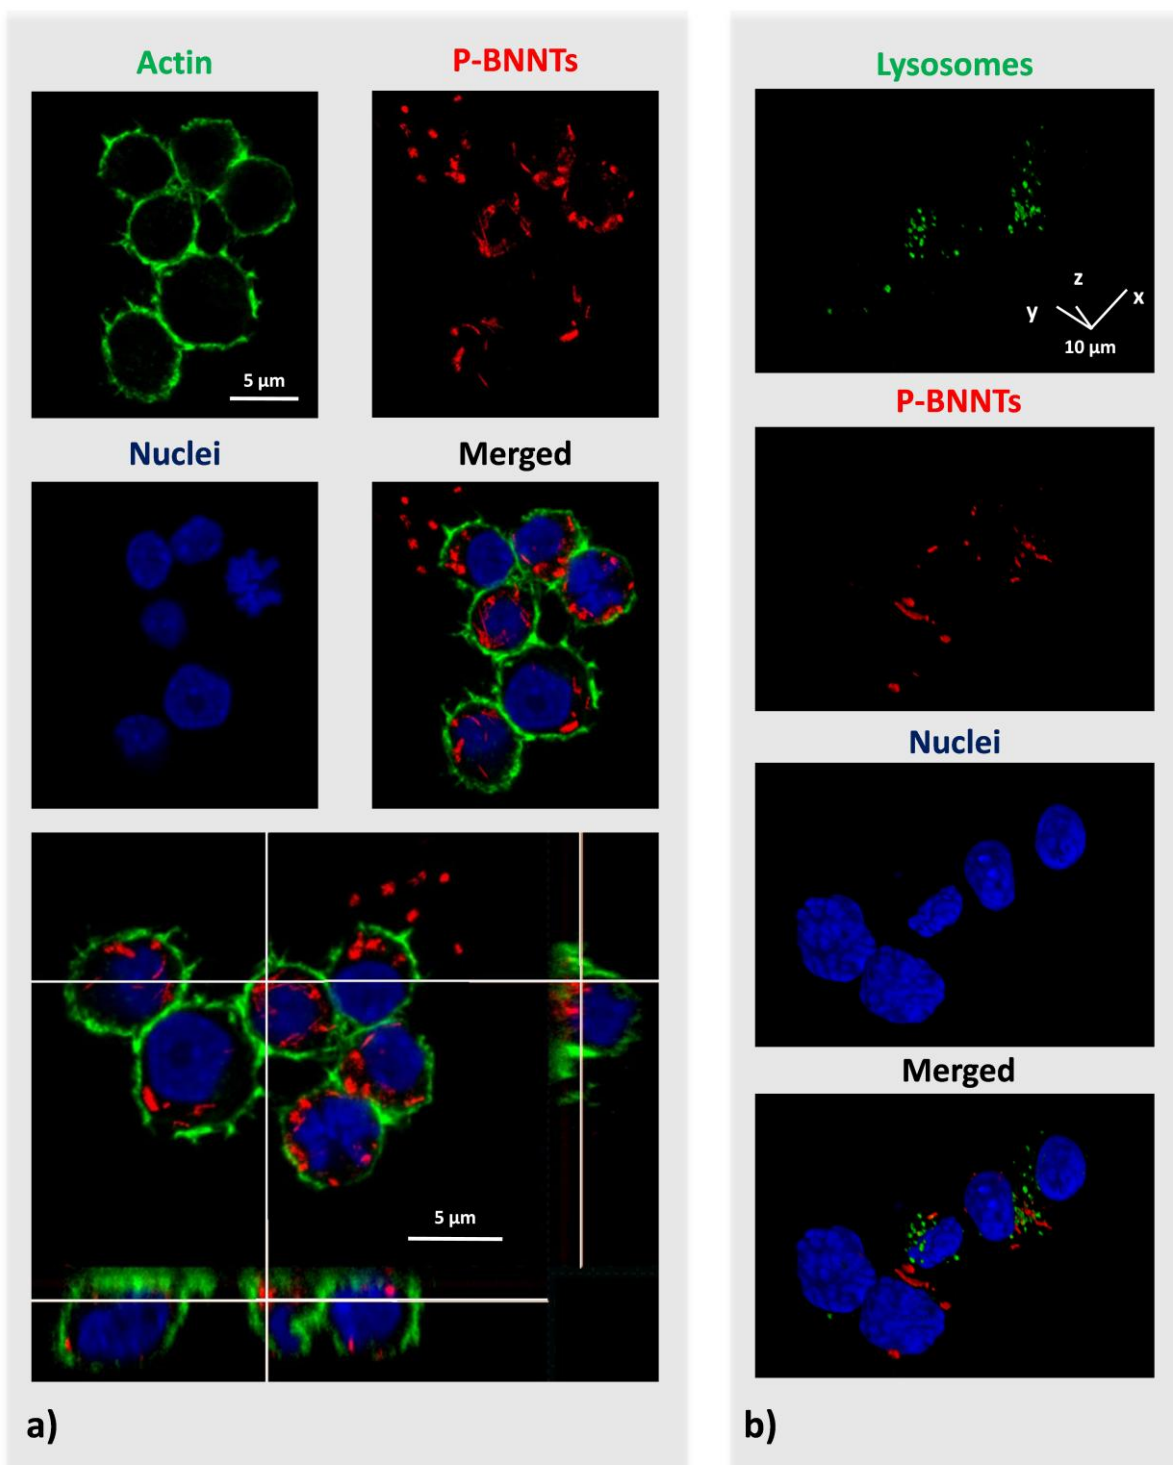 Actin
P-BNNTs
5 µm
Nuclei
Merged
5 µm
a)
Lysosomes
z
y
x
10 µm
P-BNNTs
Nuclei
Merged
b)